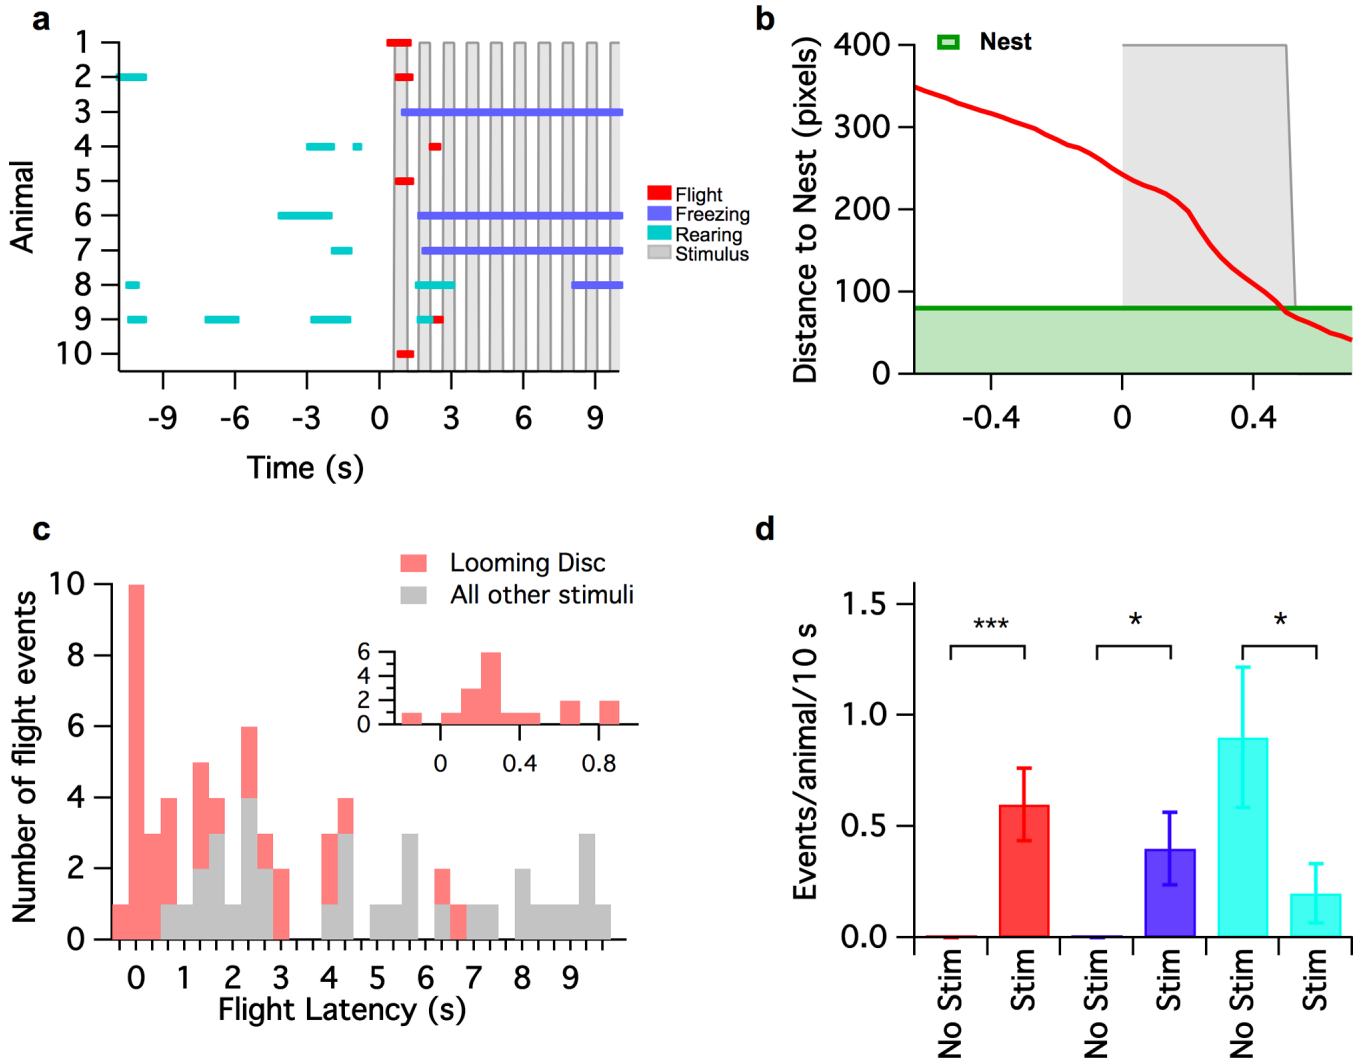 a
1
2
3
4
5
6
7
8
9
10
Animal
-9 -6 -3 0 3 6 9
Time (s)
Flight
Freezing
Rearing
Stimulus
b
Nest
400
300
200
100
0
Distance to Nest (pixels)
-0.4 0 0.4
c
Looming Disc
All other stimuli
10
8
6
4
2
0
Number of flight events
6
4
2
0
0 0.4 0.8
0 1 2 3 4 5 6 7 8 9
Flight Latency (s)
d
1.5
1.0
0.5
0.0
Events/animal/10 s
*** * *
No Stim
Stim
No Stim
Stim
No Stim
Stim